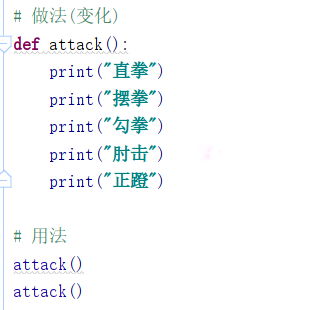 # 做法(变化)
def attack():
    print("直拳")
    print("摆拳")
    print("勾拳")
    print("肘击")
    print("正蹬")
# 用法
attack()
attack()